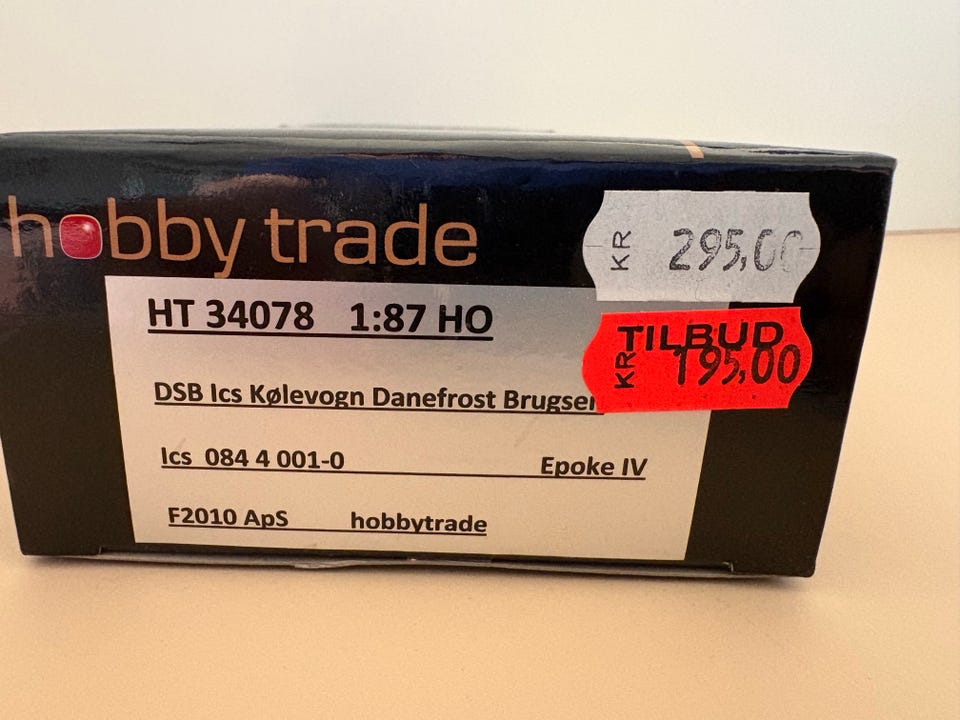 hobby trade
KR 295,00
TILBUD
KR 195,00
HT 34078 1:87 HO
DSB Ics Kølevogn Danefrost
Ics 084 4 001-0 Epoke IV
F2010 ApS hobbytrade